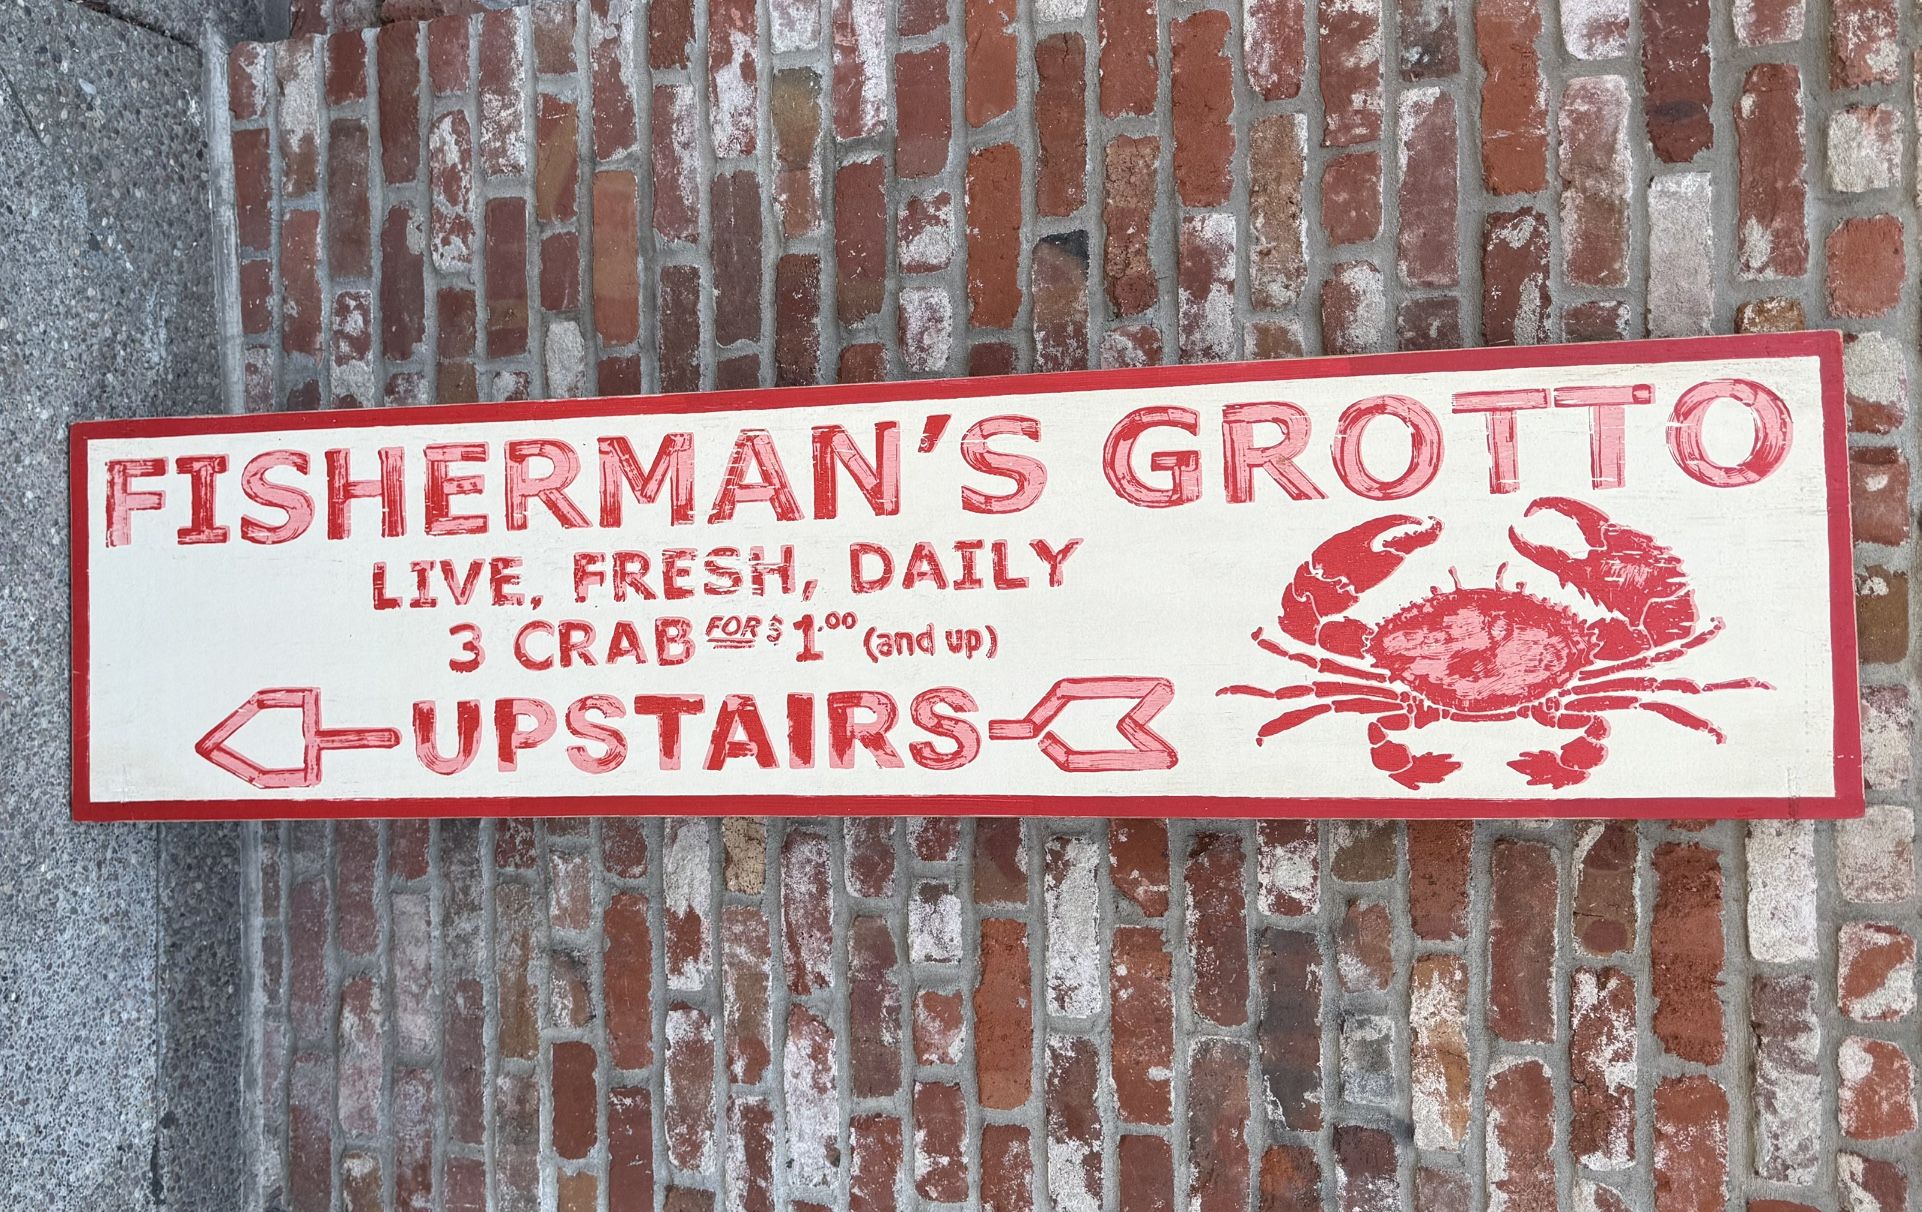 FISHERMAN'S GROTTO
LIVE, FRESH, DAILY
3 CRAB FOR $1.00 (and up)
UPSTAIRS